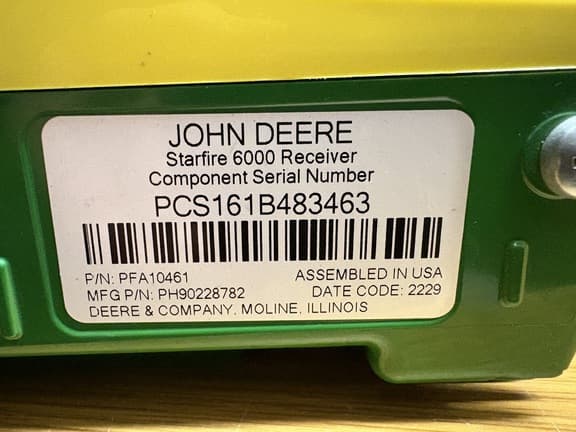 JOHN DEERE
Starfire 6000 Receiver
Component Serial Number
PCS161B483463
P/N: PFA10461 ASSEMBLED IN USA
MFG P/N: PH90228782 DATE CODE: 2229
DEERE & COMPANY, MOLINE, ILLINOIS